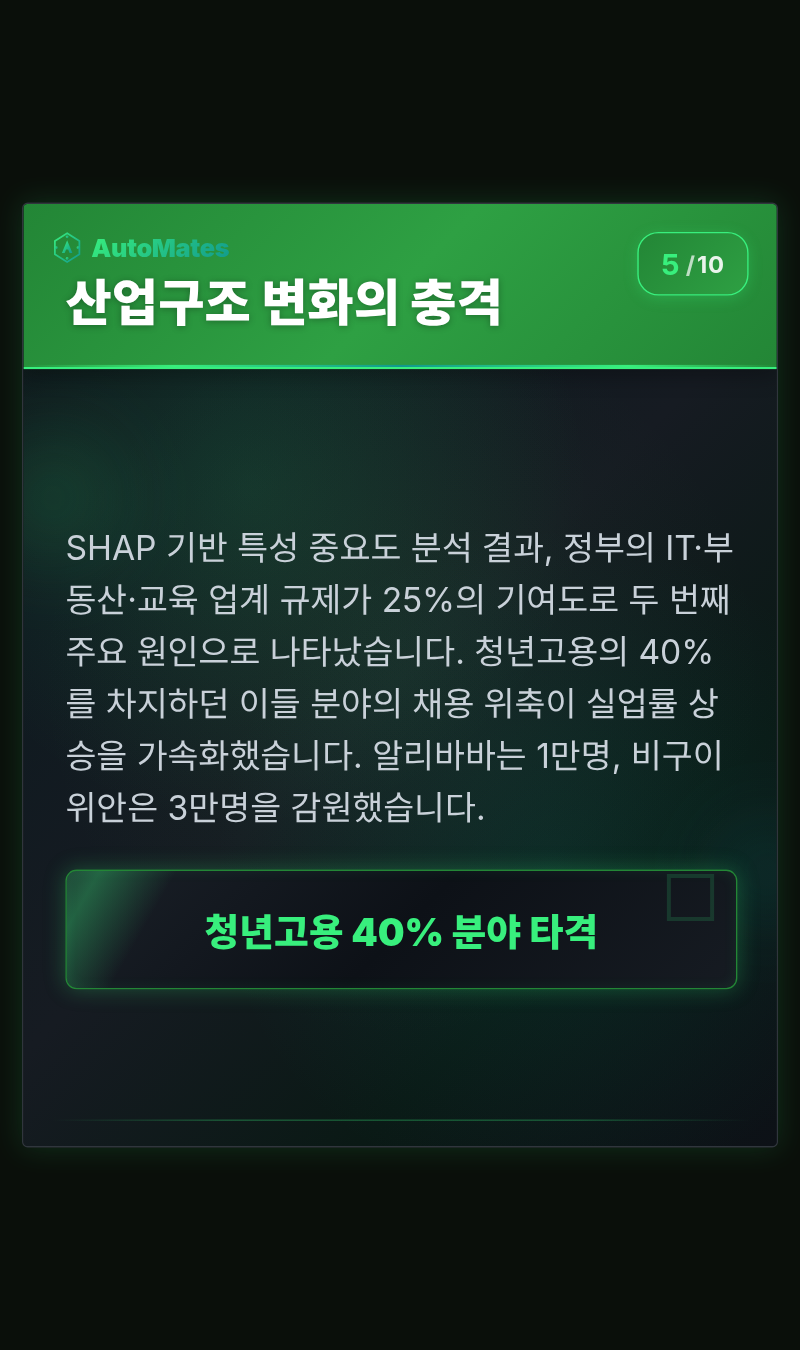 AutoMates
산업구조 변화의 충격
5 /10
SHAP 기반 특성 중요도 분석 결과, 정부의 IT·부
동산·교육 업계 규제가 25%의 기여도로 두 번째
주요 원인으로 나타났습니다. 청년고용의 40%
를 차지하던 이들 분야의 채용 위축이 실업률 상
승을 가속화했습니다. 알리바바는 1만명, 비구이
위안은 3만명을 감원했습니다.
청년고용 40% 분야 타격